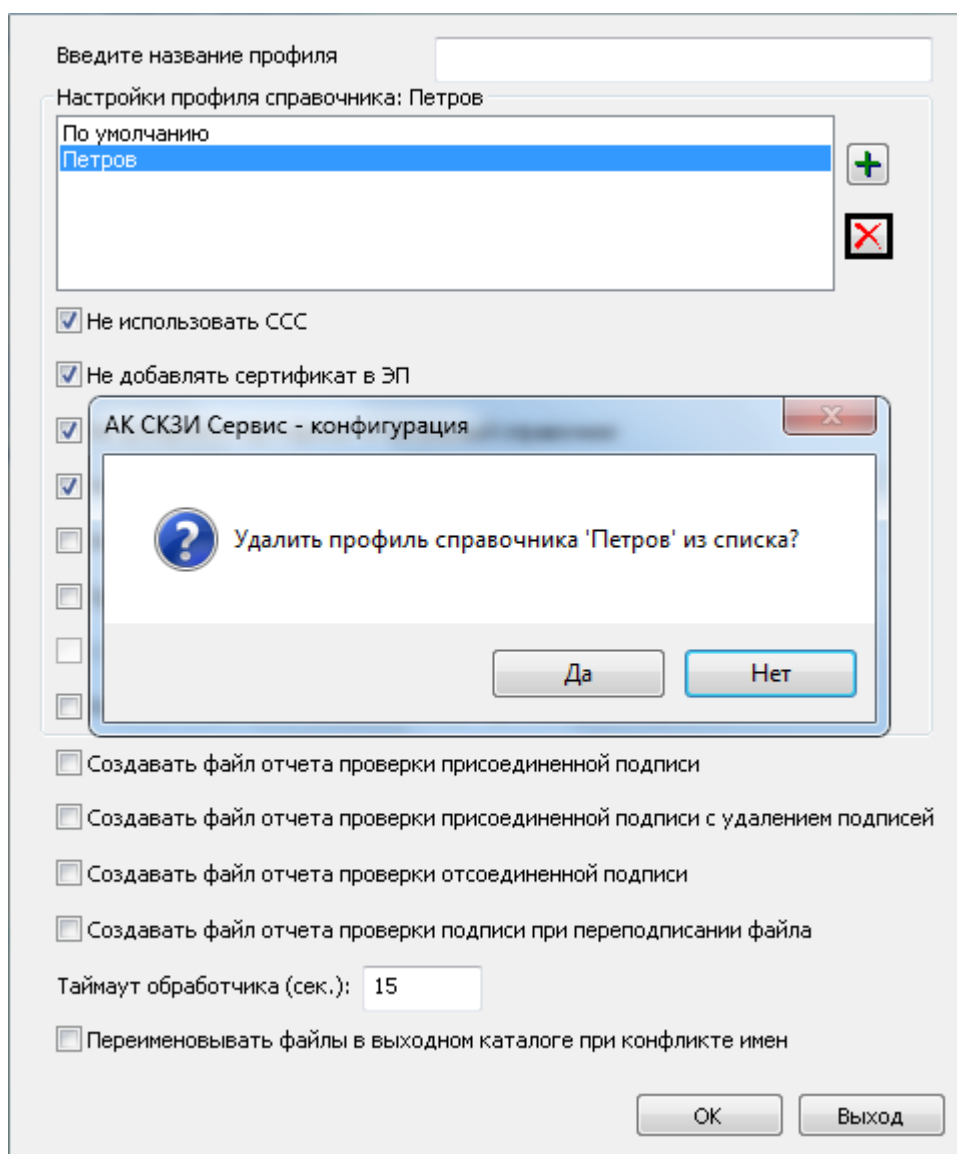 Введите название профиля
Настройки профиля справочника: Петров
По умолчанию
Петров
Не использовать ССС
Не добавлять сертификат в ЭП
АК СКЗИ Сервис - конфигурация
Удалить профиль справочника 'Петров' из списка?
Да Нет
Создавать файл отчета проверки присоединенной подписи
Создавать файл отчета проверки присоединенной подписи с удалением подписей
Создавать файл отчета проверки отсоединенной подписи
Создавать файл отчета проверки подписи при переподписании файла
Таймаут обработчика (сек.): 15
Переименовывать файлы в выходном каталоге при конфликте имен
OK Выход